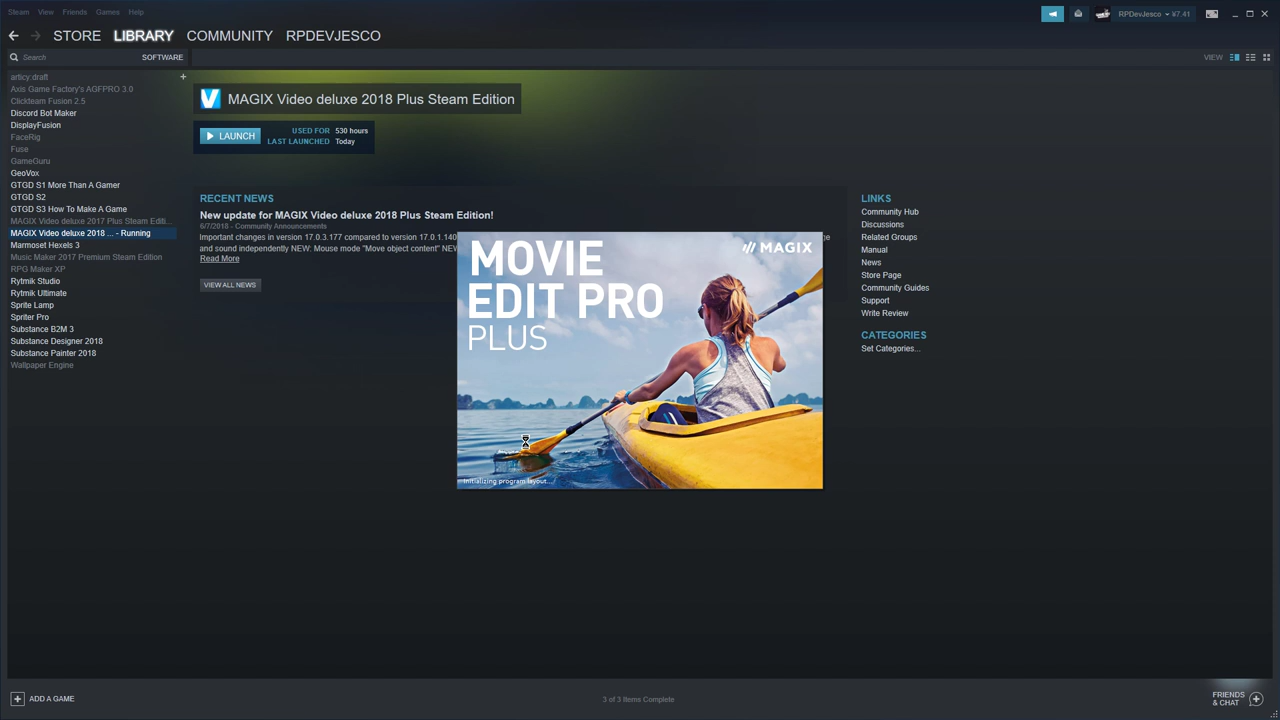 Steam View Friends Games Help
RPDevJesco ¥7.41
STORE LIBRARY COMMUNITY RPDEVJESCO
Search SOFTWARE VIEW
articy:draft +
Axis Game Factory's AGFPRO 3.0
Clickteam Fusion 2.5
Discord Bot Maker
DisplayFusion
FaceRig
Fuse
GameGuru
GeoVox
GTGD S1 More Than A Gamer
GTGD S2
GTGD S3 How To Make A Game
MAGIX Video deluxe 2017 Plus Steam Editi...
MAGIX Video deluxe 2018 ... - Running
Marmoset Hexels 3
Music Maker 2017 Premium Steam Edition
RPG Maker XP
Rytmik Studio
Rytmik Ultimate
Sprite Lamp
Spriter Pro
Substance B2M 3
Substance Designer 2018
Substance Painter 2018
Wallpaper Engine
MAGIX Video deluxe 2018 Plus Steam Edition
LAUNCH
USED FOR 530 hours
LAST LAUNCHED Today
RECENT NEWS
New update for MAGIX Video deluxe 2018 Plus Steam Edition!
6/7/2018 - Community Announcements
Important changes in version 17.0.3.177 compared to version 17.0.1.140
and sound independently NEW: Mouse mode "Move object content" NEW
Read More
VIEW ALL NEWS
MOVIE
EDIT PRO
PLUS
MAGIX
Initializing program layout...
LINKS
Community Hub
Discussions
Related Groups
Manual
News
Store Page
Community Guides
Support
Write Review
CATEGORIES
Set Categories...
+ ADD A GAME
3 of 3 Items Complete
FRIENDS
& CHAT